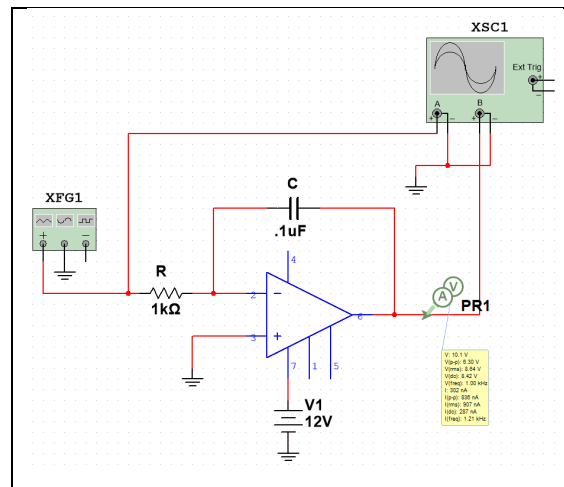 XSC1
Ext Trig
+
−
A
B
+ −
+ −
XFG1
+ −
C
.1uF
R
1kΩ
4
2 −
3 +
6
7 1 5
V1
12V
A V
PR1
V: 10.1 V
V(p-p): 6.30 V
V(rms): 8.64 V
V(dc): 8.42 V
V(freq): 1.00 kHz
I: 302 nA
I(p-p): 836 nA
I(rms): 907 nA
I(dc): 287 nA
I(freq): 1.21 kHz